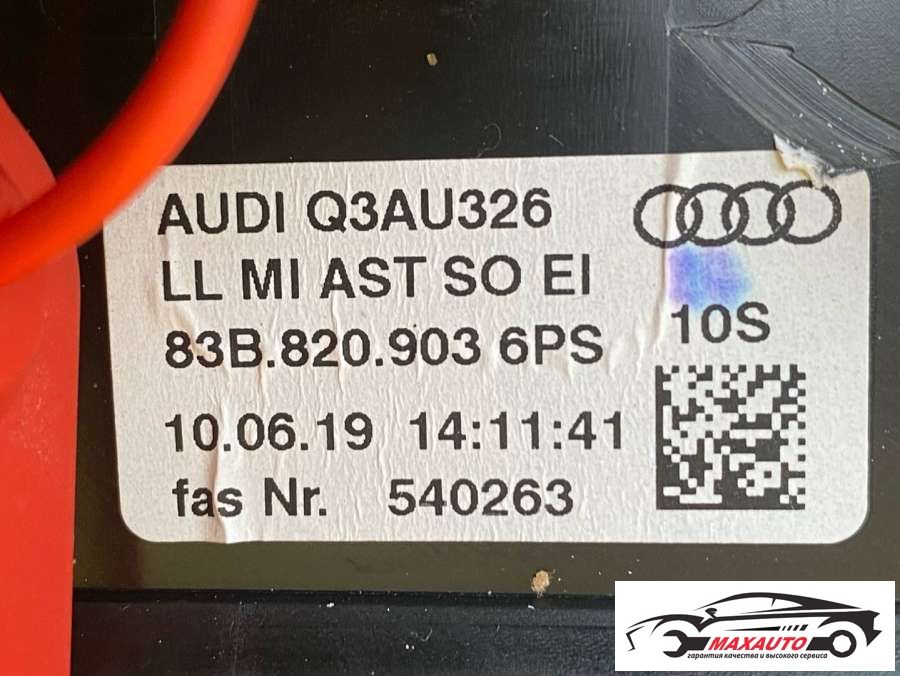 AUDI Q3AU326
LL MI AST SO EI
83B.820.903 6PS
10S
10.06.19 14:11:41
fas Nr. 540263
MAXAUTO
гарантия качества и высокого сервиса